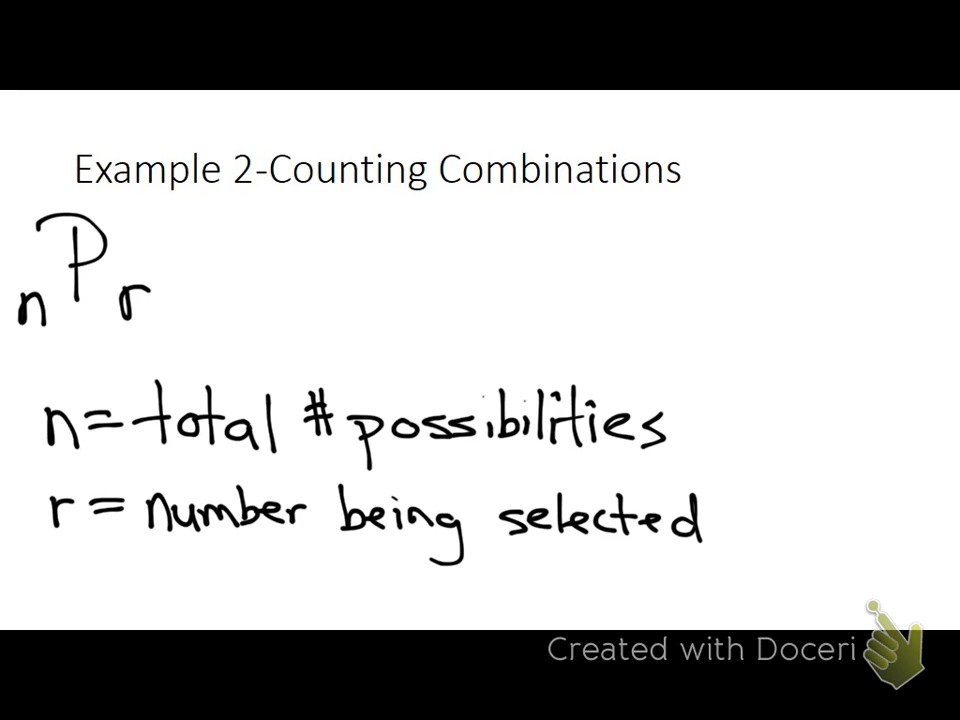 Example 2-Counting Combinations
nPr
n = total # possibilities
r = number being selected
Created with Doceri